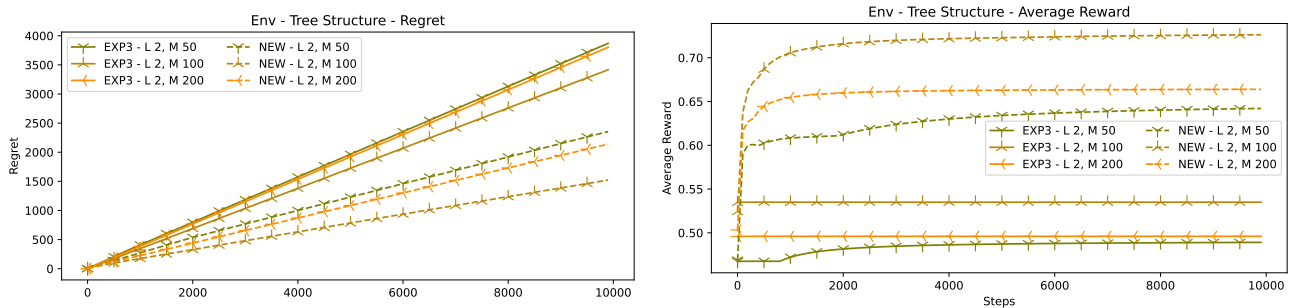 Env - Tree Structure - Regret
4000
3500
3000
2500
2000
1500
1000
500
0
Regret
EXP3 - L 2, M 50
EXP3 - L 2, M 100
EXP3 - L 2, M 200
NEW - L 2, M 50
NEW - L 2, M 100
NEW - L 2, M 200
0 2000 4000 6000 8000 10000
Env - Tree Structure - Average Reward
0.70
0.65
0.60
0.55
0.50
Average Reward
EXP3 - L 2, M 50
EXP3 - L 2, M 100
EXP3 - L 2, M 200
NEW - L 2, M 50
NEW - L 2, M 100
NEW - L 2, M 200
0 2000 4000 6000 8000 10000
Steps